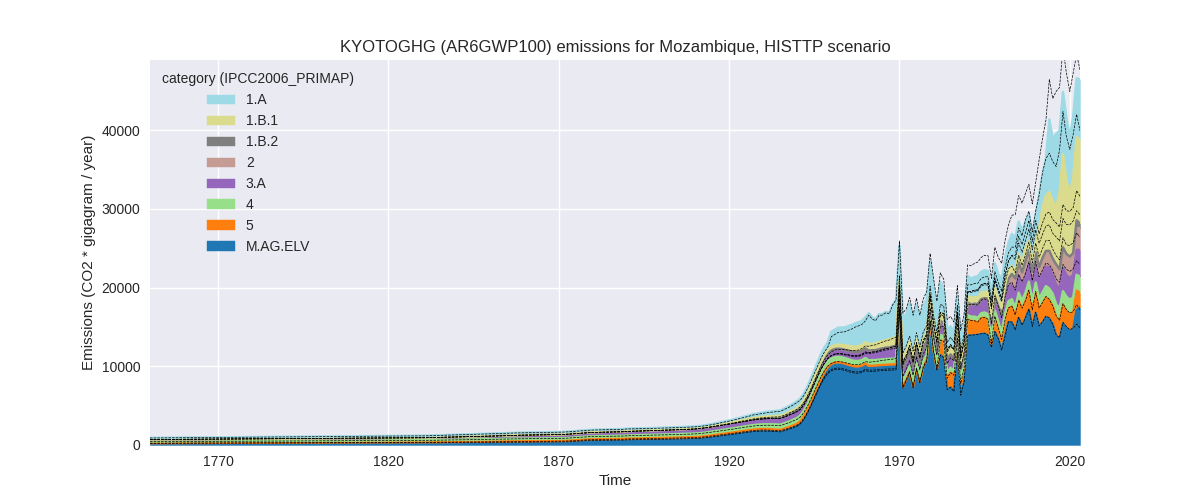 KYOTOGHG (AR6GWP100) emissions for Mozambique, HISTTP scenario
category (IPCC2006_PRIMAP)
1.A
1.B.1
1.B.2
2
3.A
4
5
M.AG.ELV
Emissions (CO2 * gigagram / year)
40000
30000
20000
10000
0
1770
1820
1870
1920
1970
2020
Time